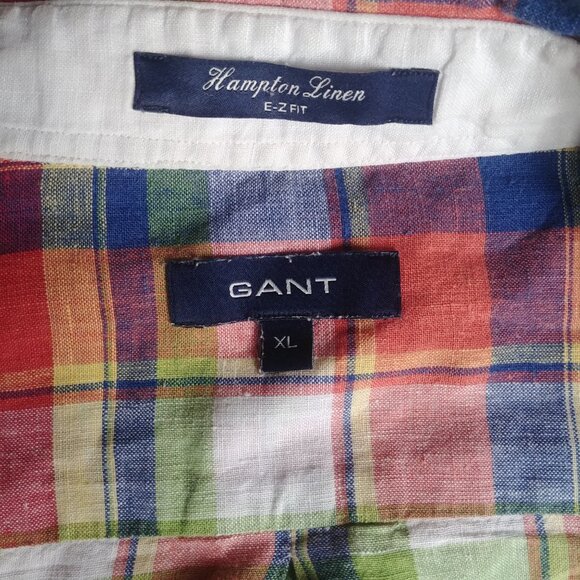 Hampton Linen
E-Z FIT
GANT
XL